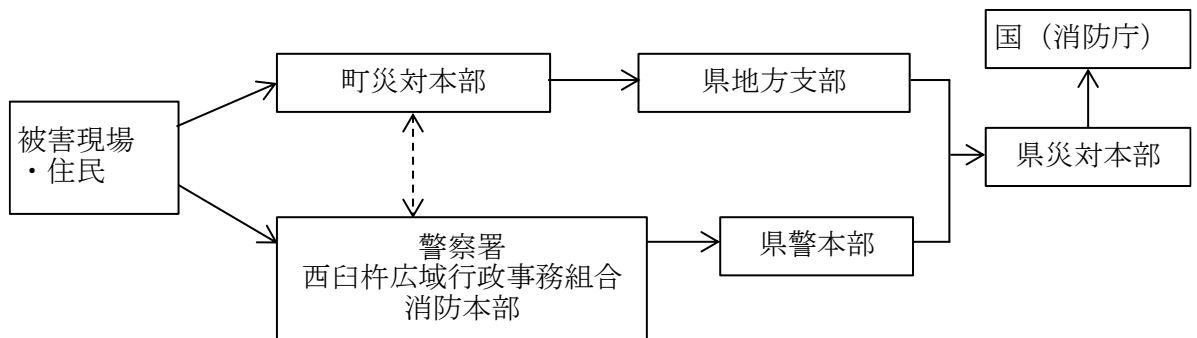 国（消防庁）
町災対本部
県地方支部
被害現場
・住民
県災対本部
警察署
西臼杵広域行政事務組合
消防本部
県警本部